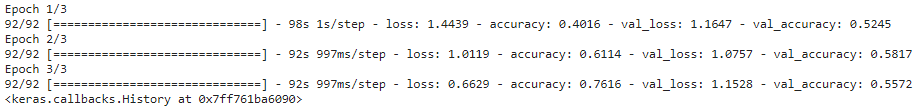 Epoch 1/3
92/92 [==============================] - 98s 1s/step - loss: 1.4439 - accuracy: 0.4016 - val_loss: 1.1647 - val_accuracy: 0.5245
Epoch 2/3
92/92 [==============================] - 92s 997ms/step - loss: 1.0119 - accuracy: 0.6114 - val_loss: 1.0757 - val_accuracy: 0.5817
Epoch 3/3
92/92 [==============================] - 92s 997ms/step - loss: 0.6629 - accuracy: 0.7616 - val_loss: 1.1528 - val_accuracy: 0.5572
<keras.callbacks.History at 0x7ff761ba6090>